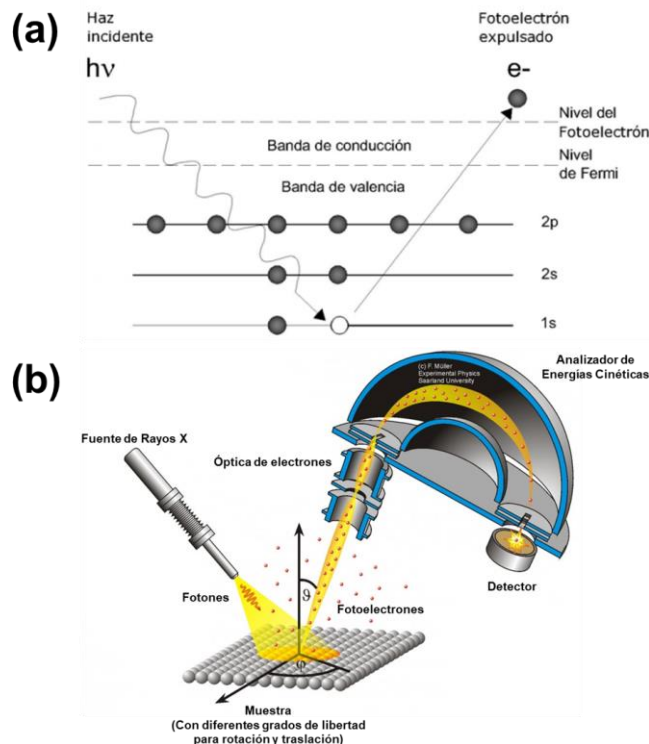 (a)
Haz
incidente
hν
Fotoelectrón
expulsado
e-
Nivel del
Fotoelectrón
Banda de conducción
Nivel
de Fermi
Banda de valencia
2p
2s
1s
(b)
Analizador de
Energías Cinéticas
(c) F. Müller
Experimental Physics
Saarland University
Fuente de Rayos X
Óptica de electrones
Fotones
ϑ
Fotoelectrones
Detector
φ
Muestra
(Con diferentes grados de libertad
para rotación y traslación)